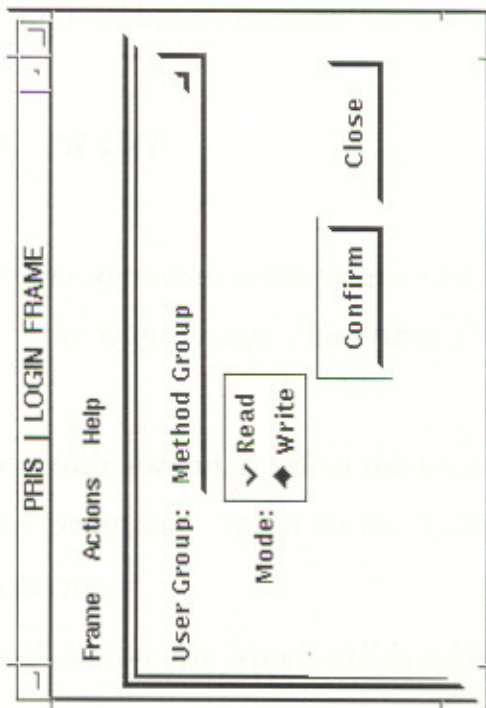 PRIS | LOGIN FRAME
Frame Actions Help
User Group: Method Group
Mode: Read
Write
Confirm Close